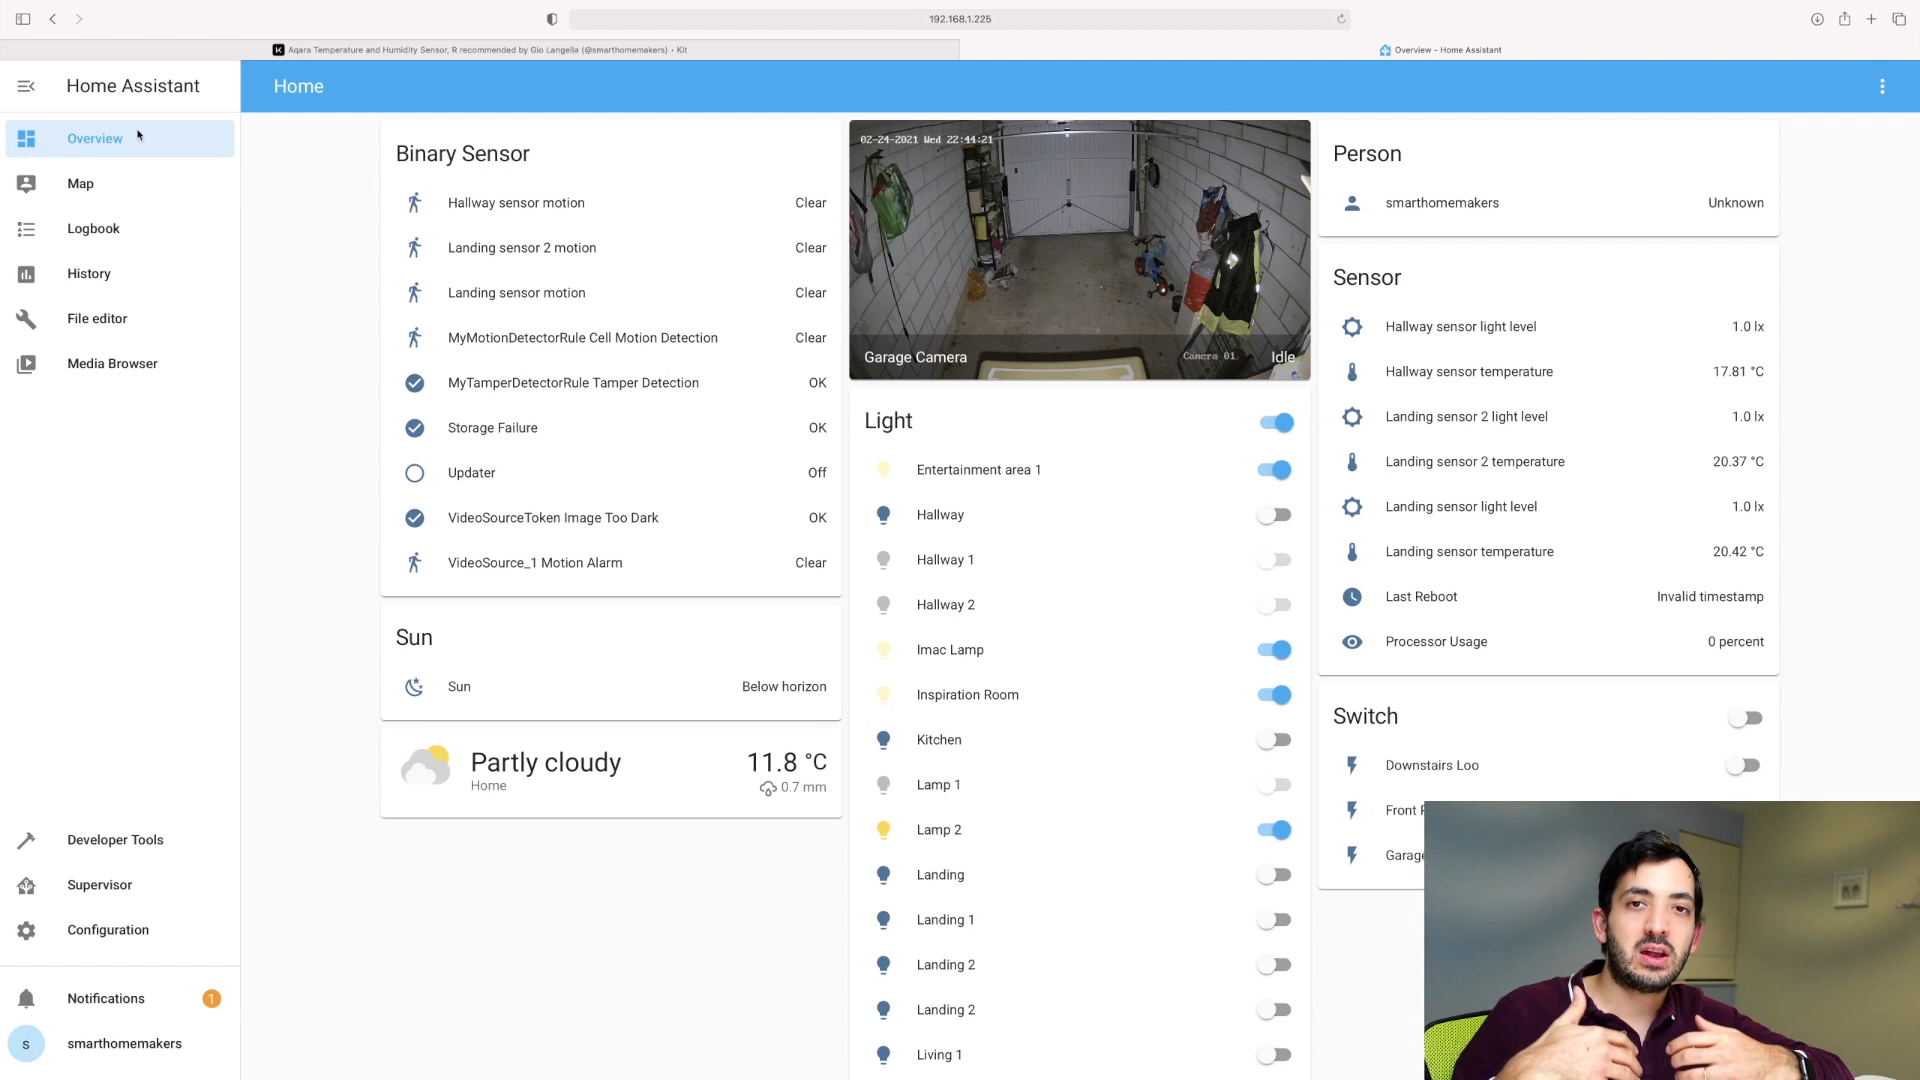 192.168.1.225
Aqara Temperature and Humidity Sensor, R recommended by Gio Langella (@smarthomemakers) • Kit
Overview - Home Assistant
Home Assistant
Home
Overview
Map
Logbook
History
File editor
Media Browser
Developer Tools
Supervisor
Configuration
Notifications
1
s
smarthomemakers
Binary Sensor
Hallway sensor motion Clear
Landing sensor 2 motion Clear
Landing sensor motion Clear
MyMotionDetectorRule Cell Motion Detection Clear
MyTamperDetectorRule Tamper Detection OK
Storage Failure OK
Updater Off
VideoSourceToken Image Too Dark OK
VideoSource_1 Motion Alarm Clear
Sun
Sun Below horizon
Partly cloudy 11.8 °C
Home 0.7 mm
02-24-2021 Wed 22:44:21
Garage Camera Camera 01 Idle
Light
Entertainment area 1
Hallway
Hallway 1
Hallway 2
Imac Lamp
Inspiration Room
Kitchen
Lamp 1
Lamp 2
Landing
Landing 1
Landing 2
Landing 2
Living 1
Person
smarthomemakers Unknown
Sensor
Hallway sensor light level 1.0 lx
Hallway sensor temperature 17.81 °C
Landing sensor 2 light level 1.0 lx
Landing sensor 2 temperature 20.37 °C
Landing sensor light level 1.0 lx
Landing sensor temperature 20.42 °C
Last Reboot Invalid timestamp
Processor Usage 0 percent
Switch
Downstairs Loo
Front
Garage